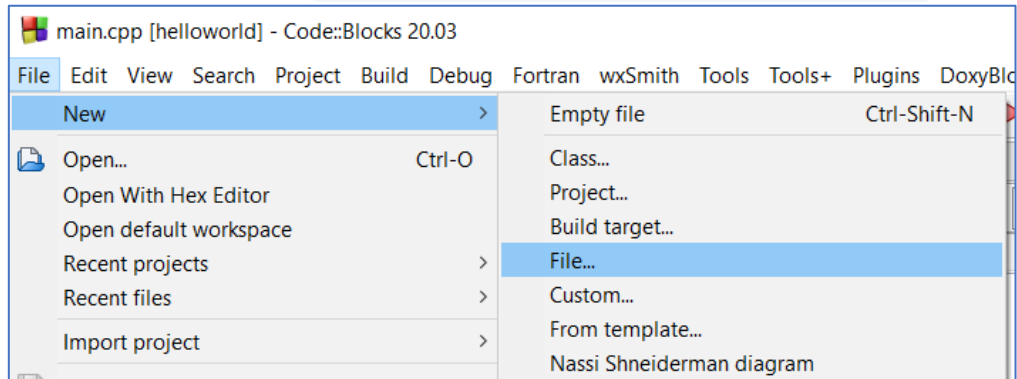 main.cpp [helloworld] - Code::Blocks 20.03
File Edit View Search Project Build Debug Fortran wxSmith Tools Tools+ Plugins
New > Empty file Ctrl-Shift-N
Open... Ctrl-O Class...
Open With Hex Editor Project...
Open default workspace Build target...
Recent projects > File...
Recent files > Custom...
Import project > From template...
Nassi Shneiderman diagram